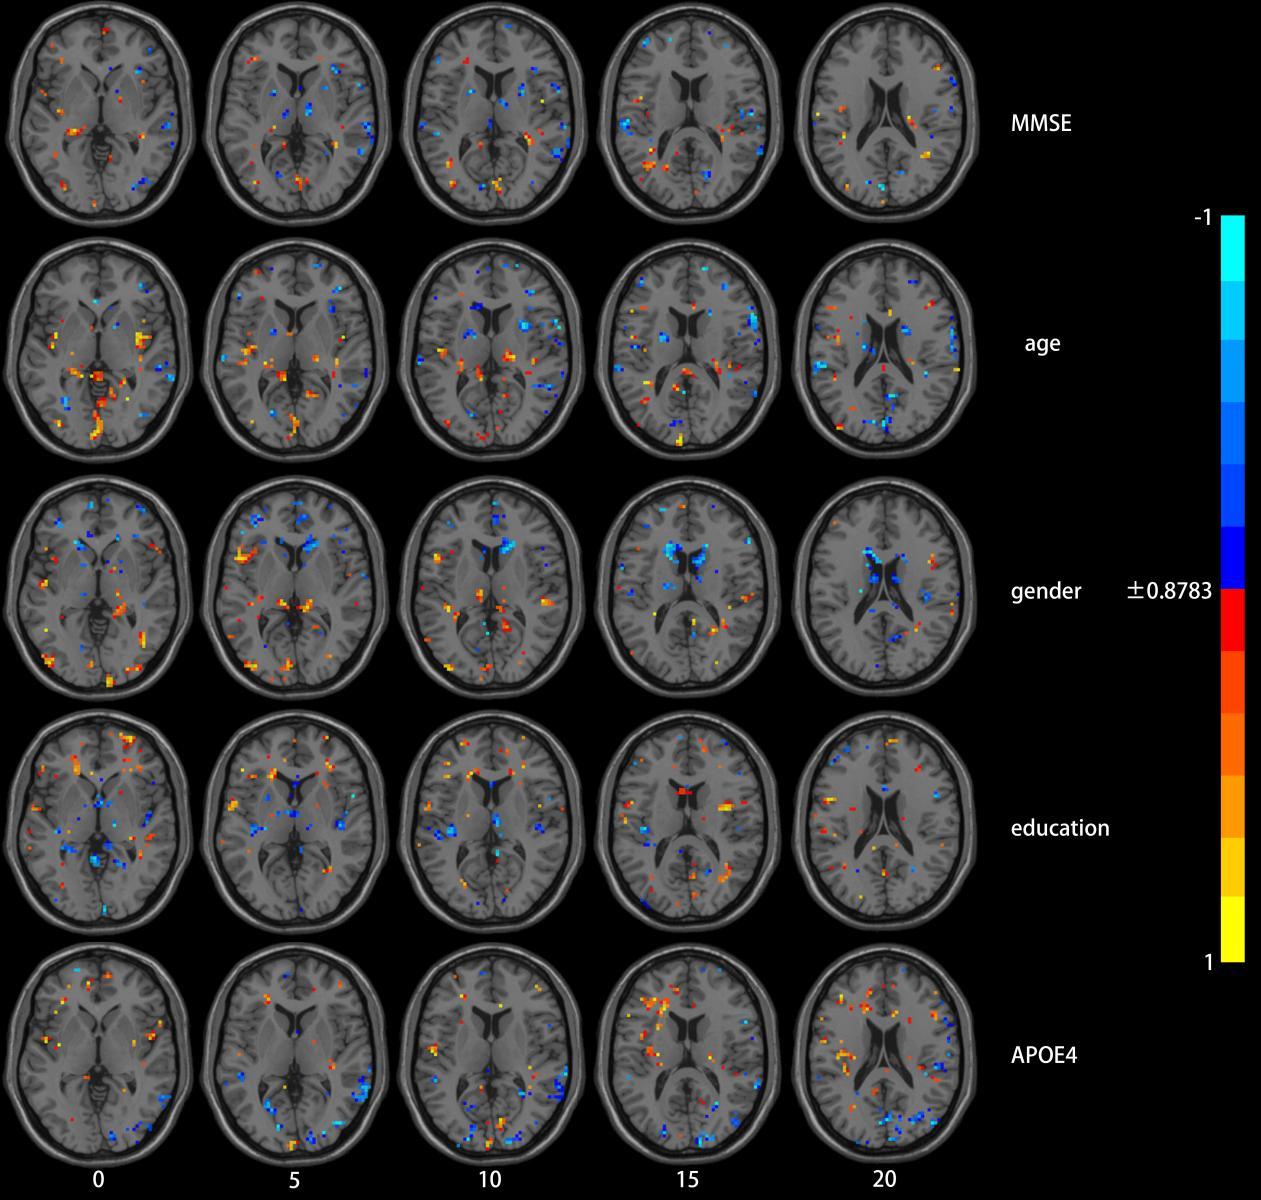 MMSE
-1
age
gender
±0.8783
education
1
APOE4
0 5 10 15 20